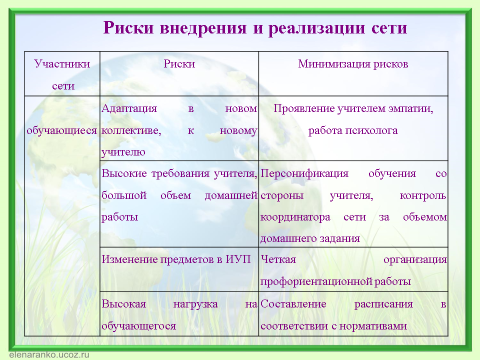 Риски внедрения и реализации сети
Участники
сети
Риски
Минимизация рисков
обучающиеся
Адаптация в новом
коллективе, к новому
учителю
Проявление учителем эмпатии,
работа психолога
Высокие требования учителя,
большой объем домашней
работы
Персонификация обучения со
стороны учителя, контроль
координатора сети за объемом
домашнего задания
Изменение предметов в ИУП
Четкая организация
профориентационной работы
Высокая нагрузка на
обучающегося
Составление расписания в
соответствии с нормативами
elenaranko.ucoz.ru